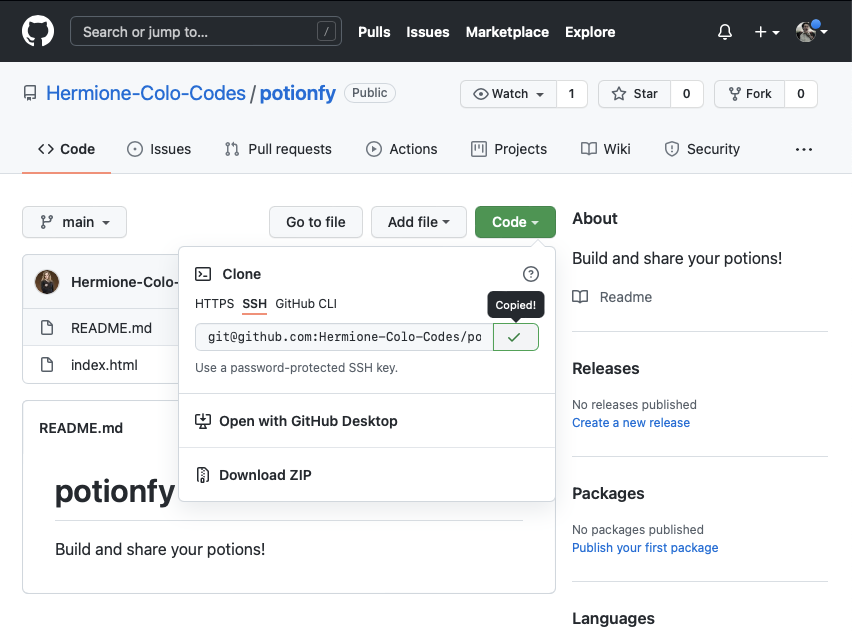 Search or jump to... /
Pulls Issues Marketplace Explore
Hermione-Colo-Codes / potionfy Public
Watch 1 Star 0 Fork 0
Code Issues Pull requests Actions Projects Wiki Security ...
main Go to file Add file Code
Clone
HTTPS SSH GitHub CLI
Copied!
git@github.com:Hermione-Colo-Codes/po
Use a password-protected SSH key.
Open with GitHub Desktop
Download ZIP
Hermione-Colo-
README.md
index.html
README.md
potionfy
Build and share your potions!
About
Build and share your potions!
Readme
Releases
No releases published
Create a new release
Packages
No packages published
Publish your first package
Languages